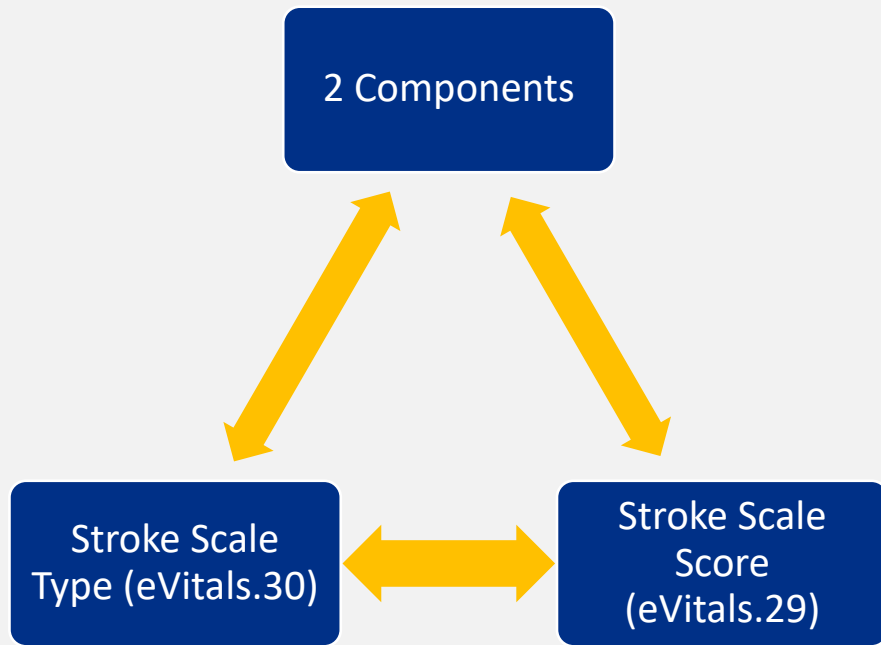 2 Components
Stroke Scale
Type (eVitals.30)
Stroke Scale
Score
(eVitals.29)